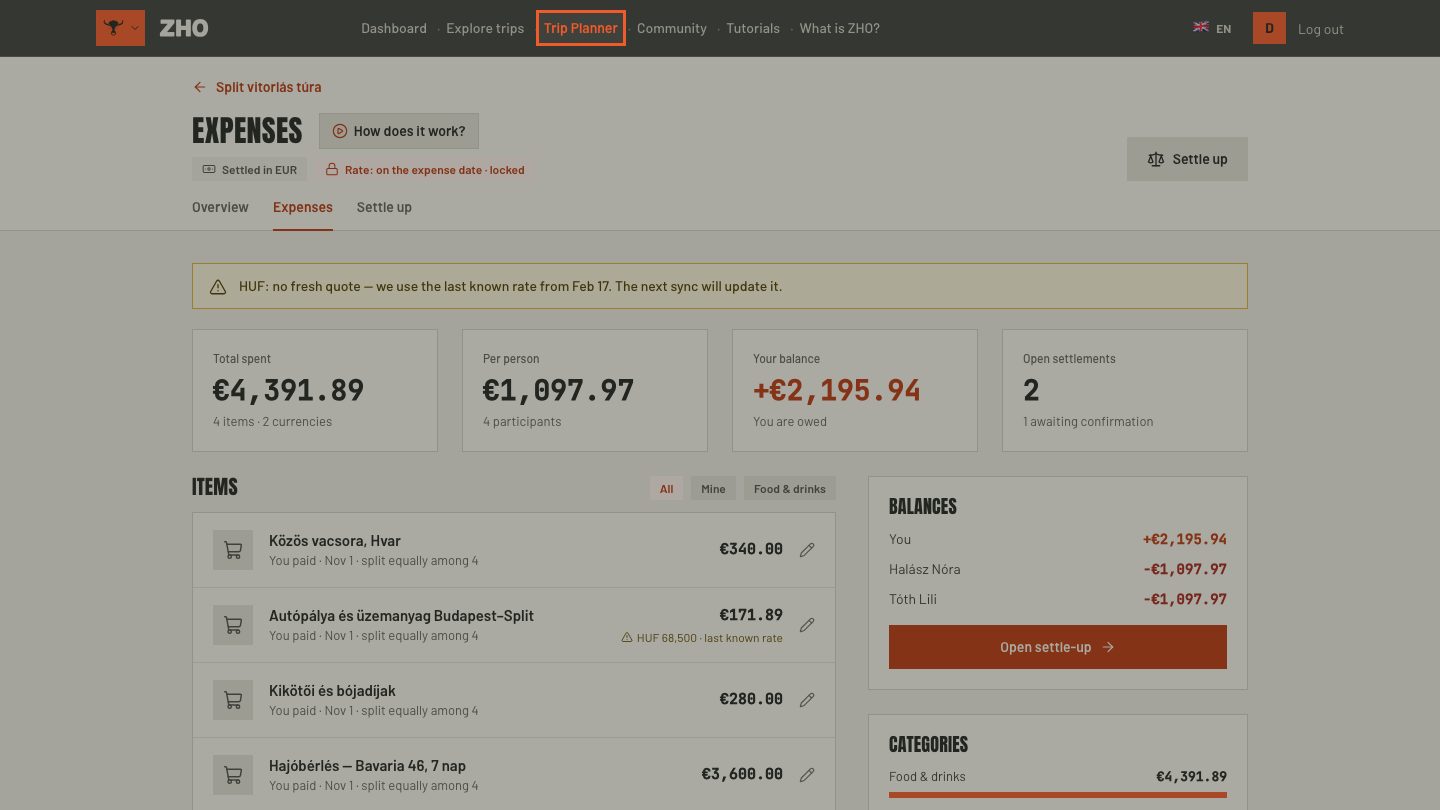 ZHO
Dashboard · Explore trips · Trip Planner · Community · Tutorials · What is ZHO?
EN
D
Log out
← Split vitorlás túra
EXPENSES
How does it work?
Settled in EUR
Rate: on the expense date · locked
Settle up
Overview
Expenses
Settle up
HUF: no fresh quote — we use the last known rate from Feb 17. The next sync will update it.
Total spent
€4,391.89
4 items · 2 currencies
Per person
€1,097.97
4 participants
Your balance
+€2,195.94
You are owed
Open settlements
2
1 awaiting confirmation
ITEMS
All
Mine
Food & drinks
Közös vacsora, Hvar
You paid · Nov 1 · split equally among 4
€340.00
Autópálya és üzemanyag Budapest–Split
You paid · Nov 1 · split equally among 4
€171.89
HUF 68,500 · last known rate
Kikötői és bójadíjak
You paid · Nov 1 · split equally among 4
€280.00
Hajóbérlés — Bavaria 46, 7 nap
You paid · Nov 1 · split equally among 4
€3,600.00
BALANCES
You +€2,195.94
Halász Nóra -€1,097.97
Tóth Lili -€1,097.97
Open settle-up →
CATEGORIES
Food & drinks €4,391.89